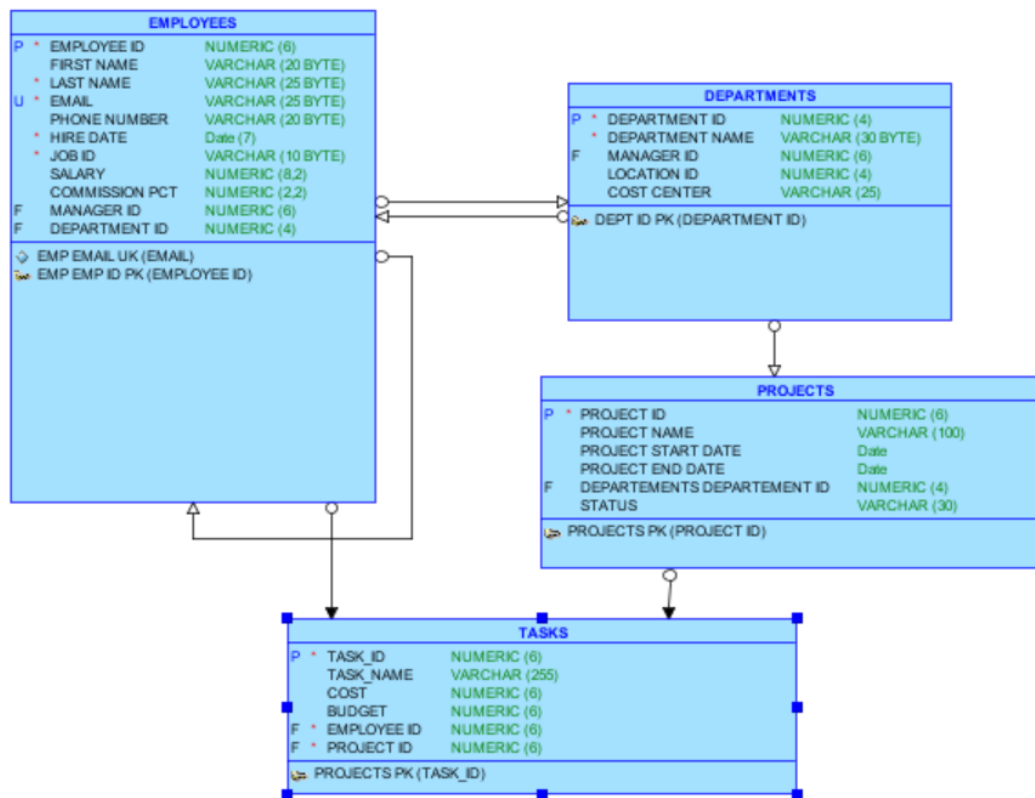 EMPLOYEES
P * EMPLOYEE ID NUMERIC (6)
FIRST NAME VARCHAR (20 BYTE)
* LAST NAME VARCHAR (25 BYTE)
U * EMAIL VARCHAR (25 BYTE)
PHONE NUMBER VARCHAR (20 BYTE)
* HIRE DATE Date (7)
* JOB ID VARCHAR (10 BYTE)
SALARY NUMERIC (8,2)
COMMISSION PCT NUMERIC (2,2)
F MANAGER ID NUMERIC (6)
F DEPARTMENT ID NUMERIC (4)
EMP EMAIL UK (EMAIL)
EMP EMP ID PK (EMPLOYEE ID)
DEPARTMENTS
P * DEPARTMENT ID NUMERIC (4)
* DEPARTMENT NAME VARCHAR (30 BYTE)
F MANAGER ID NUMERIC (6)
LOCATION ID NUMERIC (4)
COST CENTER VARCHAR (25)
DEPT ID PK (DEPARTMENT ID)
PROJECTS
P * PROJECT ID NUMERIC (6)
PROJECT NAME VARCHAR (100)
PROJECT START DATE Date
PROJECT END DATE Date
F DEPARTEMENTS DEPARTEMENT ID NUMERIC (4)
STATUS VARCHAR (30)
PROJECTS PK (PROJECT ID)
TASKS
P * TASK_ID NUMERIC (6)
TASK_NAME VARCHAR (255)
COST NUMERIC (6)
BUDGET NUMERIC (6)
F * EMPLOYEE ID NUMERIC (6)
F * PROJECT ID NUMERIC (6)
PROJECTS PK (TASK_ID)